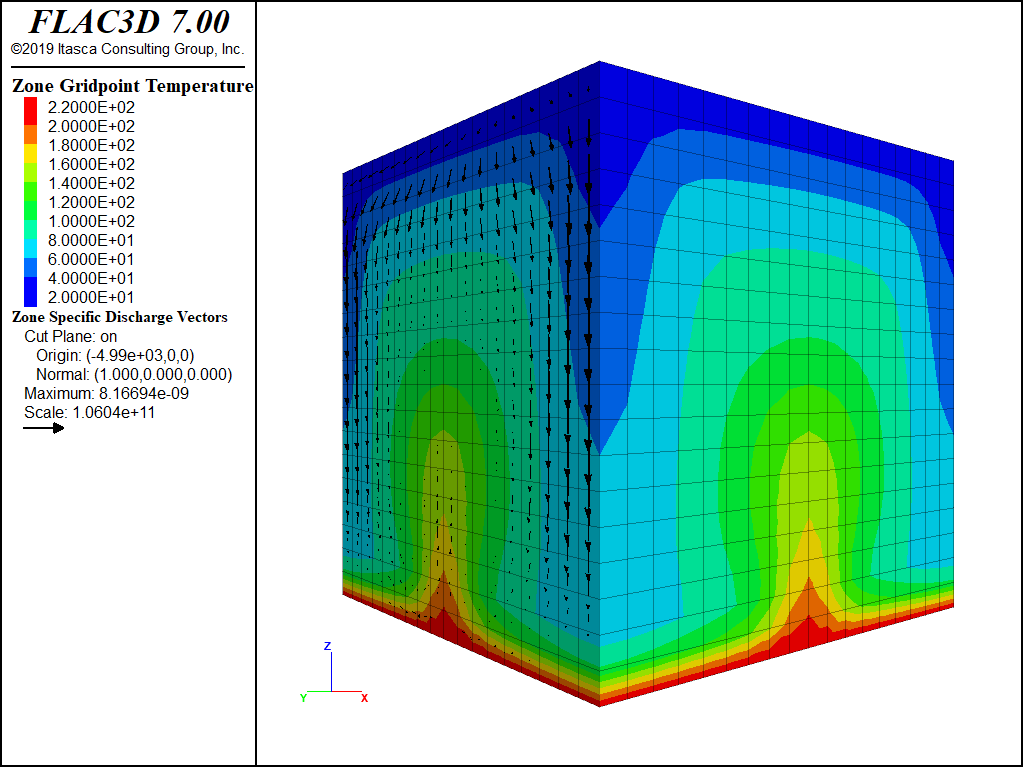 FLAC3D 7.00
©2019 Itasca Consulting Group, Inc.
Zone Gridpoint Temperature
2.2000E+02
2.0000E+02
1.8000E+02
1.6000E+02
1.4000E+02
1.2000E+02
1.0000E+02
8.0000E+01
6.0000E+01
4.0000E+01
2.0000E+01
Zone Specific Discharge Vectors
Cut Plane: on
Origin: (-4.99e+03,0,0)
Normal: (1.000,0.000,0.000)
Maximum: 8.16694e-09
Scale: 1.0604e+11
Z
Y
X